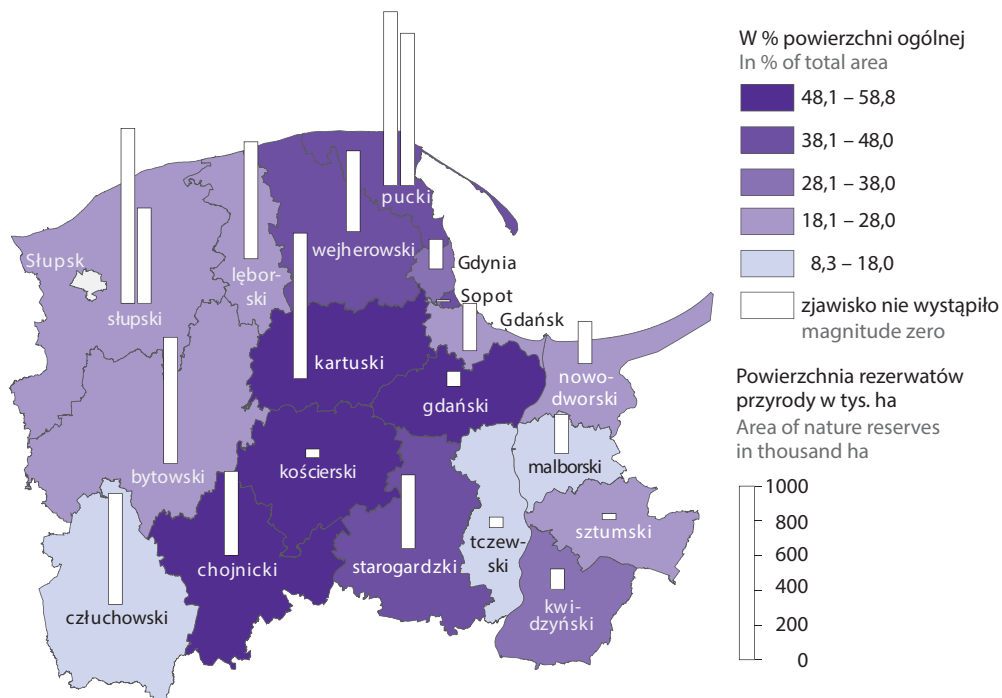 W % powierzchni ogólnej
In % of total area
48,1 – 58,8
38,1 – 48,0
28,1 – 38,0
18,1 – 28,0
8,3 – 18,0
zjawisko nie wystąpiło
magnitude zero
Powierzchnia rezerwatów
przyrody w tys. ha
Area of nature reserves
in thousand ha
1000
800
600
400
200
0
pucki
wejherowski
Słupsk
słupski
lębor-
ski
Gdynia
Sopot
Gdańsk
kartuski
gdański
nowo-
dworski
bytowski
kościerski
malborski
sztumski
człuchowski
chojnicki
starogardzki
tczew-
ski
kwi-
dzyński